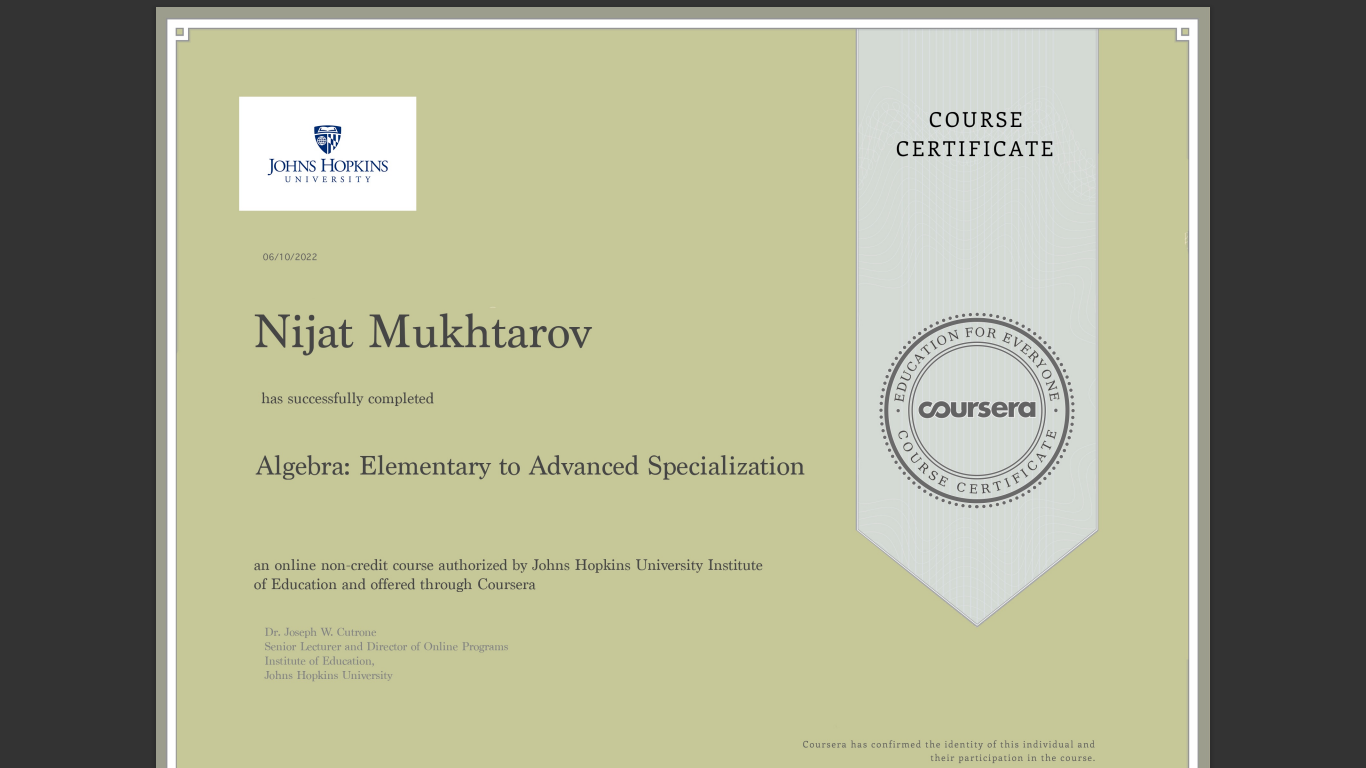 JOHNS HOPKINS
UNIVERSITY
COURSE
CERTIFICATE
06/10/2022
Nijat Mukhtarov
has successfully completed
Algebra: Elementary to Advanced Specialization
EDUCATION FOR EVERYONE
coursera
COURSE CERTIFICATE
an online non-credit course authorized by Johns Hopkins University Institute
of Education and offered through Coursera
Dr. Joseph W. Cutrone
Senior Lecturer and Director of Online Programs
Institute of Education,
Johns Hopkins University
Coursera has confirmed the identity of this individual and
their participation in the course.